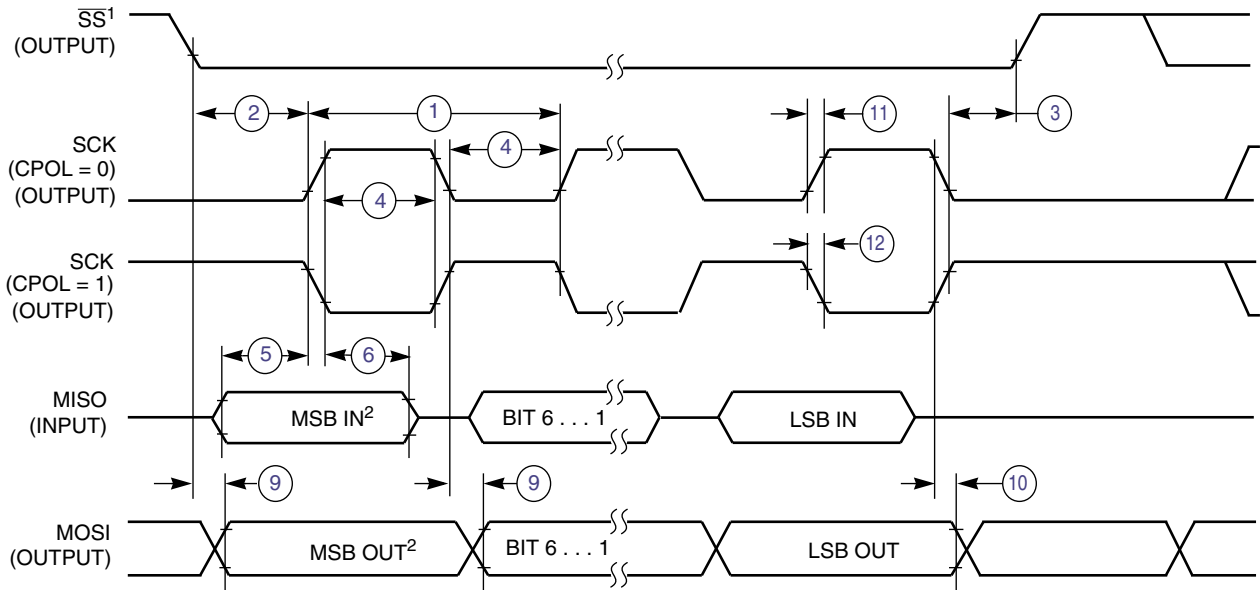 SS¹
(OUTPUT)
2
1
11
3
SCK
(CPOL = 0)
(OUTPUT)
4
4
12
SCK
(CPOL = 1)
(OUTPUT)
5
6
MISO
(INPUT)
MSB IN²
BIT 6 . . . 1
LSB IN
9
9
10
MOSI
(OUTPUT)
MSB OUT²
BIT 6 . . . 1
LSB OUT